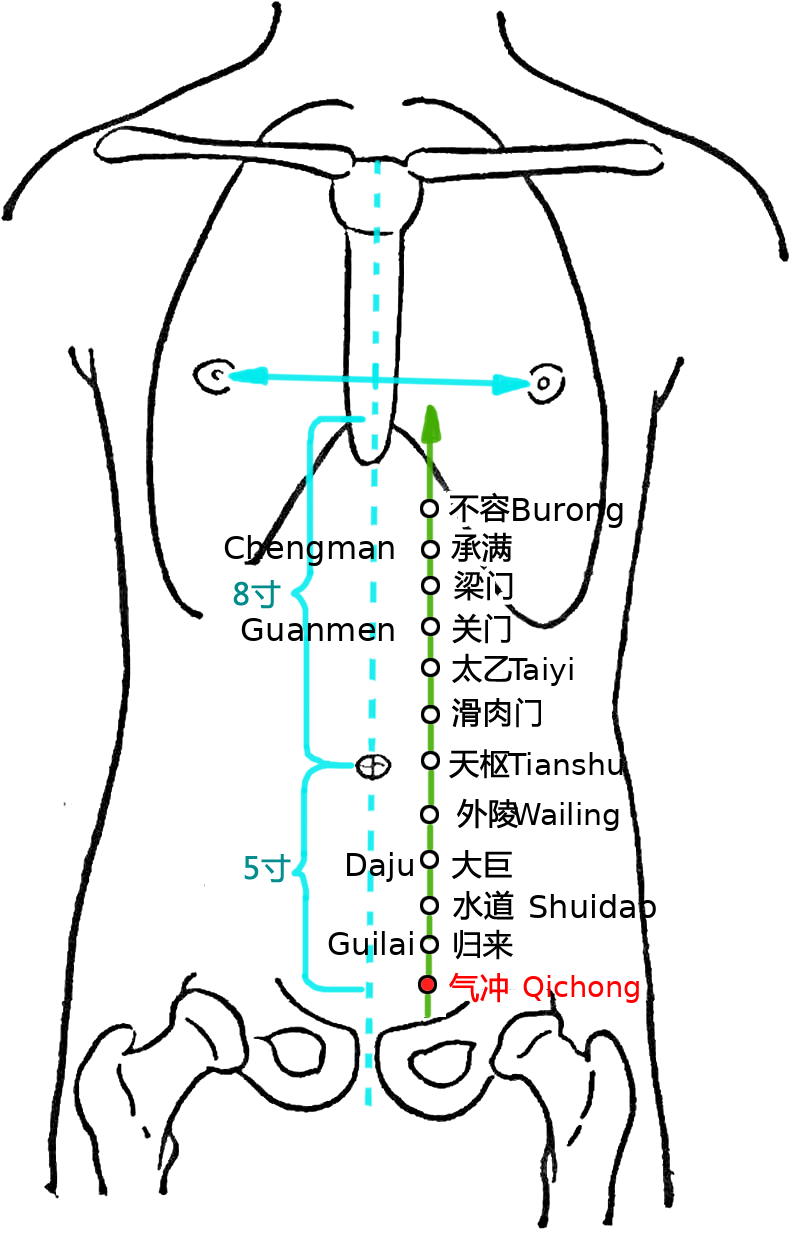 不容Burong
Chengman 承满
梁门
8寸
Guanmen 关门
太乙Taiyi
滑肉门
天枢Tianshu
外陵Wailing
Daju 大巨
5寸
水道 Shuidao
Guilai 归来
气冲 Qichong